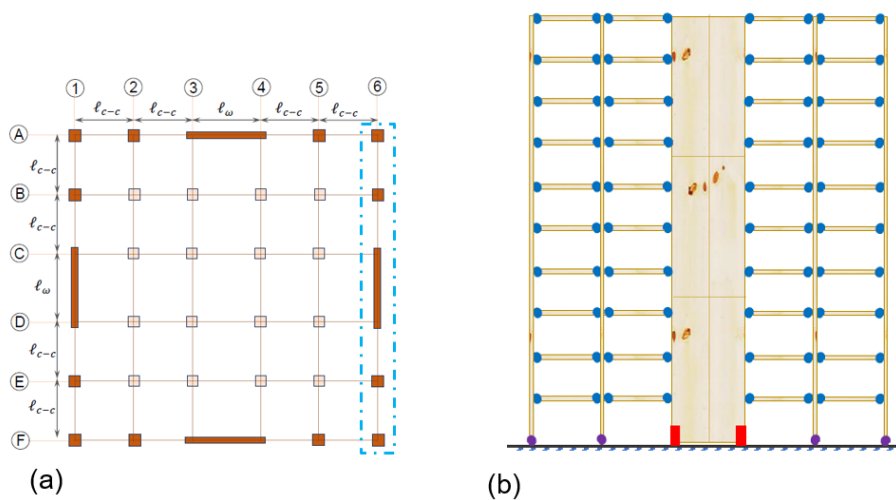 1 2 3 4 5 6
ℓc−c ℓc−c ℓω ℓc−c ℓc−c
A
ℓc−c
B
ℓc−c
C
ℓω
D
ℓc−c
E
ℓc−c
F
(a)
(b)